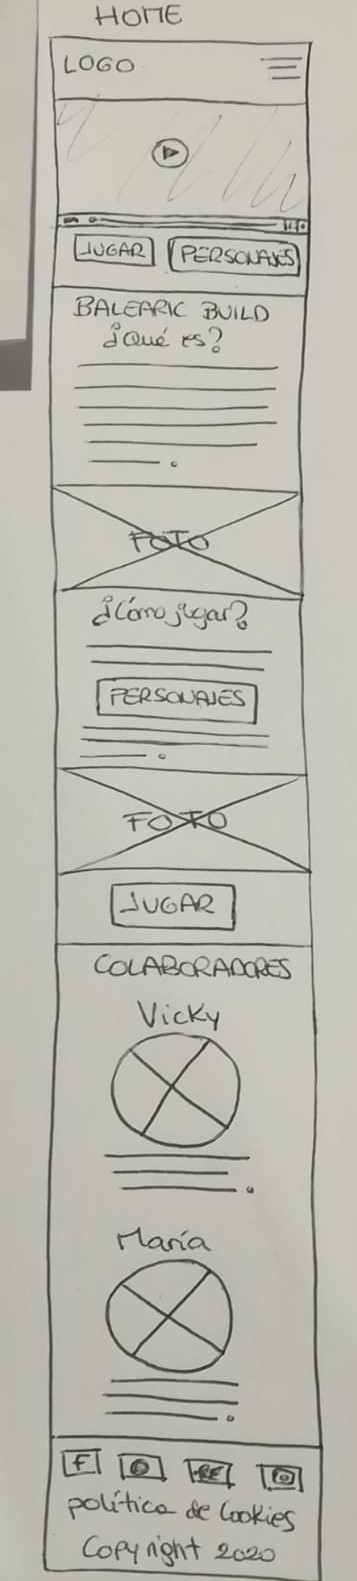 HOME
LOGO
JUGAR PERSONAJES
BALEARIC BUILD
¿Qué es?
FOTO
¿Cómo jugar?
PERSONAJES
FOTO
JUGAR
COLABORADORES
Vicky
María
f
política de Cookies
Copyright 2020